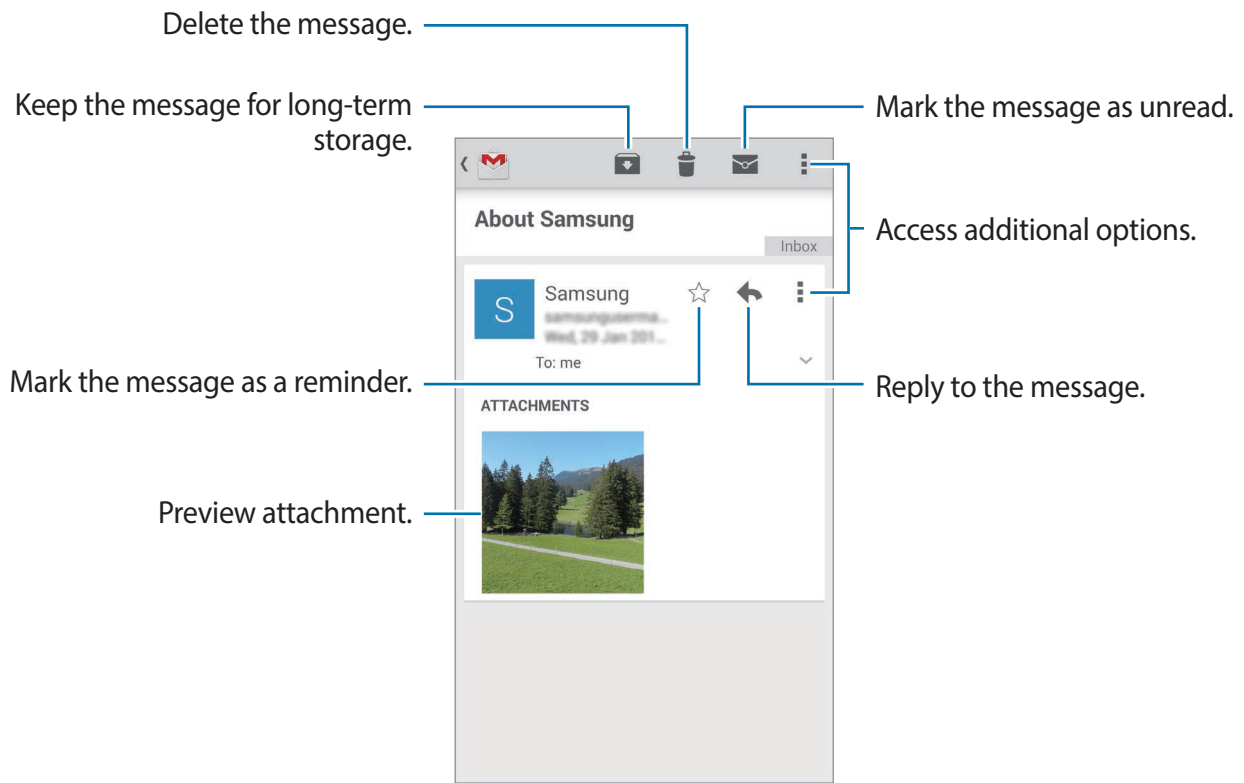 Delete the message.
Keep the message for long-term
storage.
Mark the message as unread.
About Samsung
Inbox
Access additional options.
S
Samsung
To: me
Mark the message as a reminder.
Reply to the message.
ATTACHMENTS
Preview attachment.